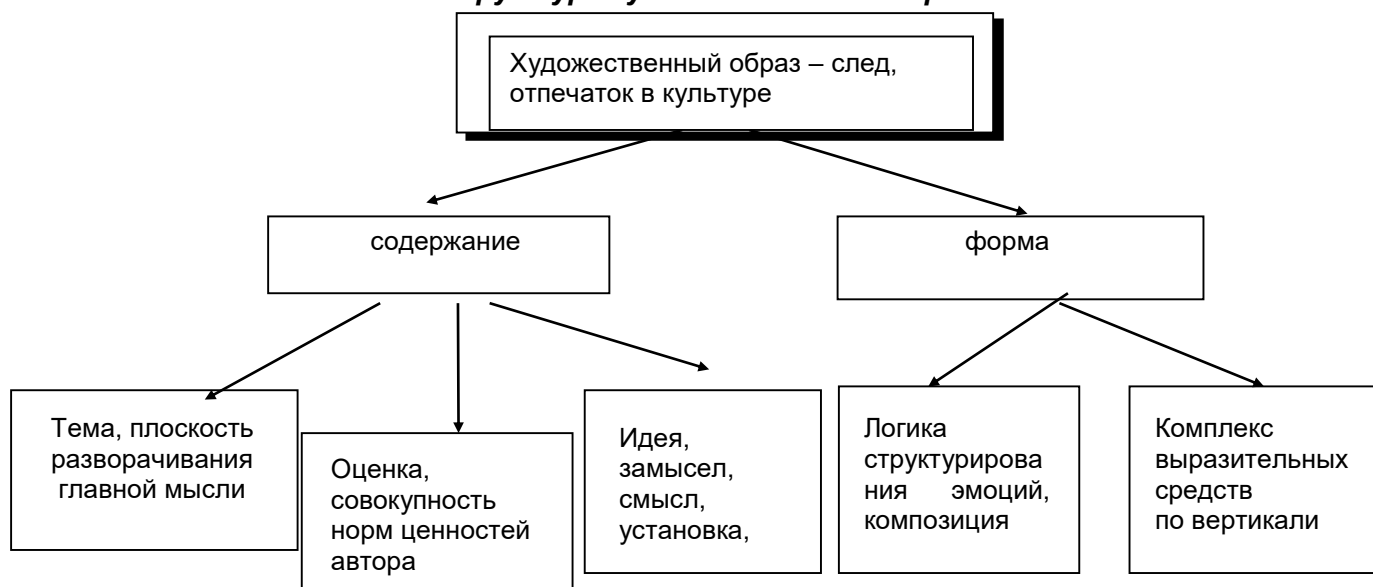 Художественный образ – след,
отпечаток в культуре
содержание
форма
Тема, плоскость
разворачивания
главной мысли
Оценка,
совокупность
норм ценностей
автора
Идея,
замысел,
смысл,
установка,
Логика
структурирова
ния эмоций,
композиция
Комплекс
выразительных
средств
по вертикали